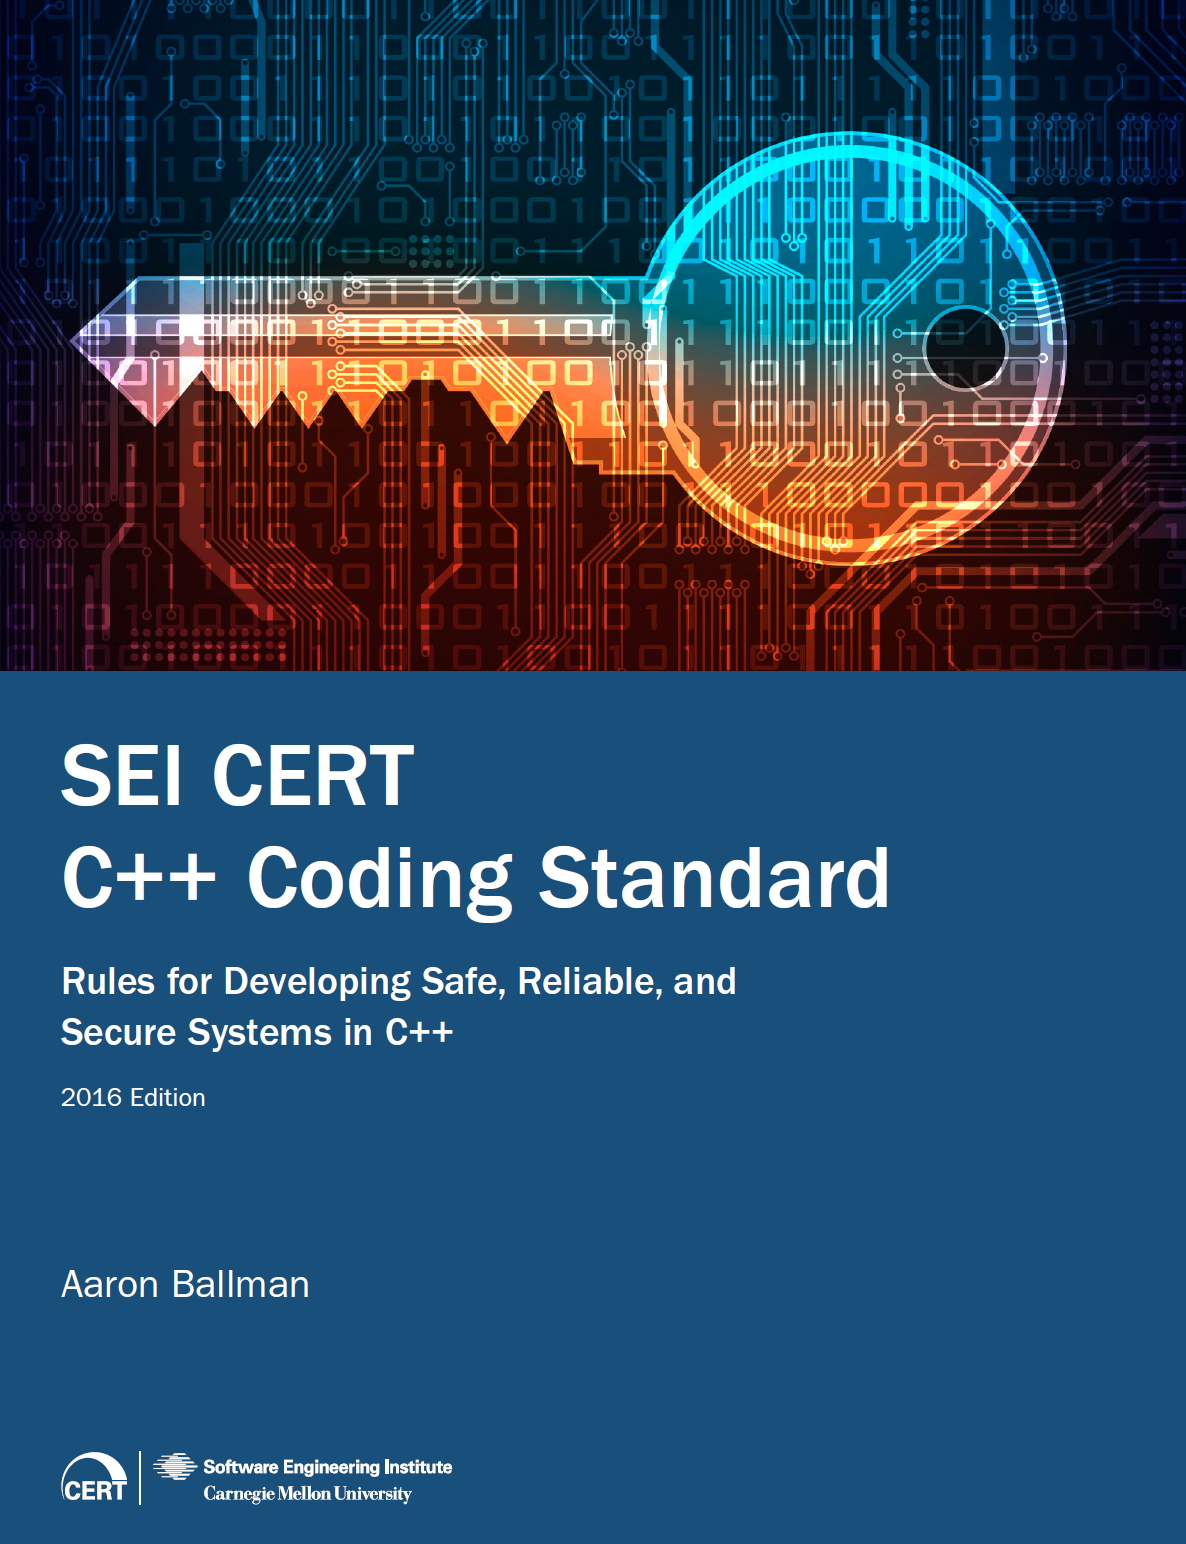 SEI CERT
C++ Coding Standard
Rules for Developing Safe, Reliable, and
Secure Systems in C++
2016 Edition
Aaron Ballman
CERT
Software Engineering Institute
Carnegie Mellon University